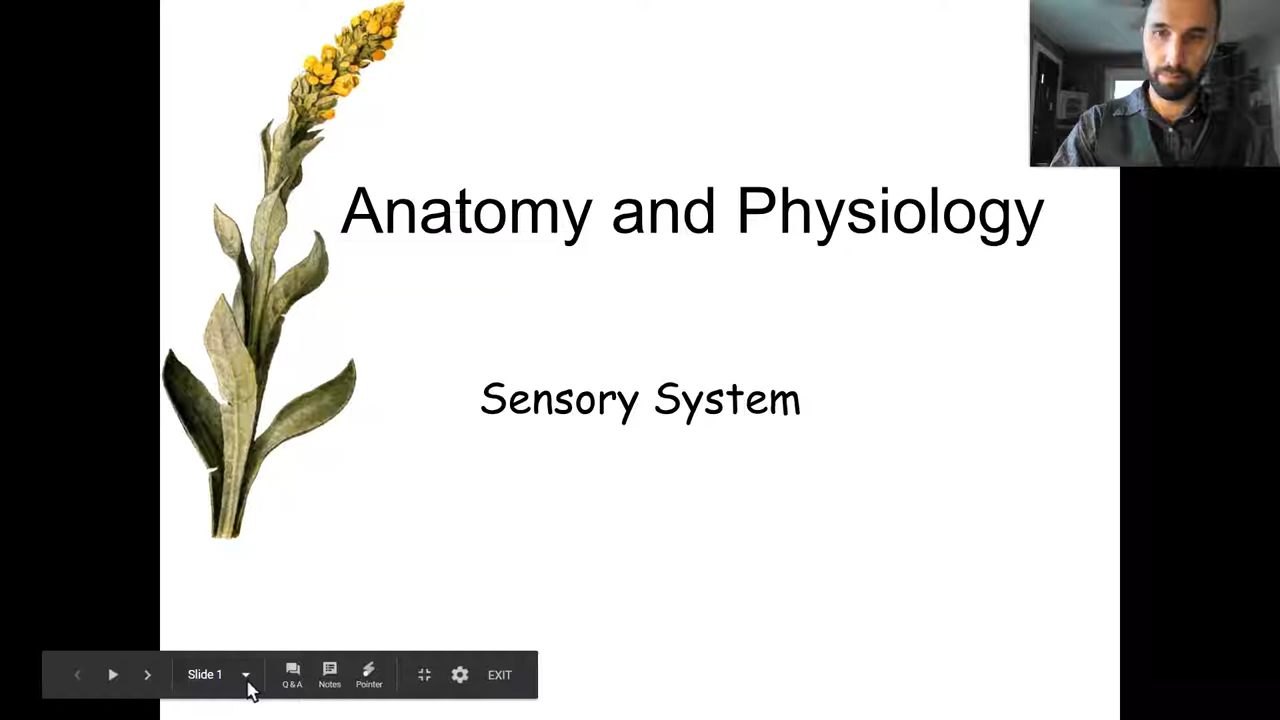 Anatomy and Physiology
Sensory System
Slide 1
Q & A
Notes
Pointer
EXIT